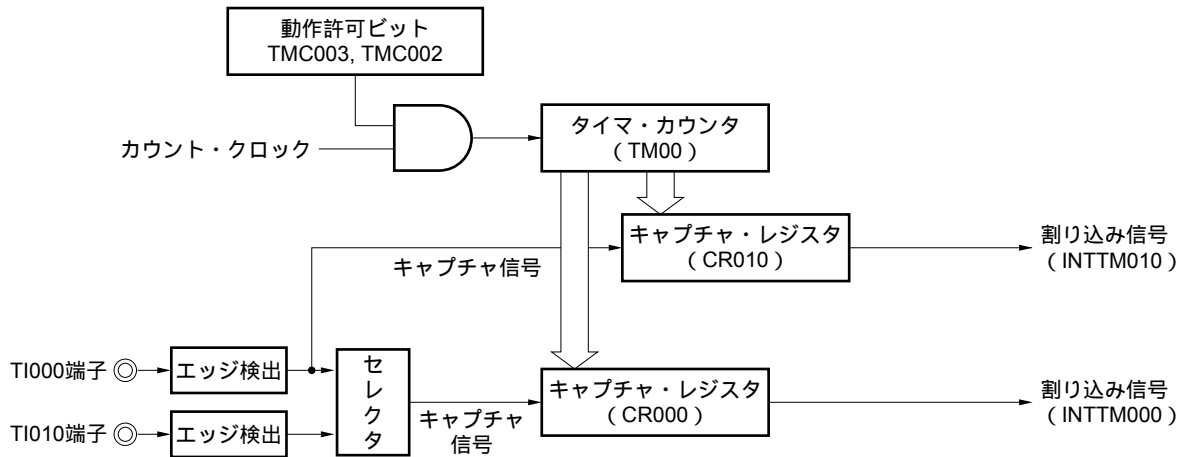 動作許可ビット
TMC003, TMC002
カウント・クロック
タイマ・カウンタ
（TM00）
キャプチャ・レジスタ
（CR010）
割り込み信号
（INTTM010）
キャプチャ信号
TI000端子
エッジ検出
セレクタ
キャプチャ・レジスタ
（CR000）
割り込み信号
（INTTM000）
キャプチャ
信号
TI010端子
エッジ検出